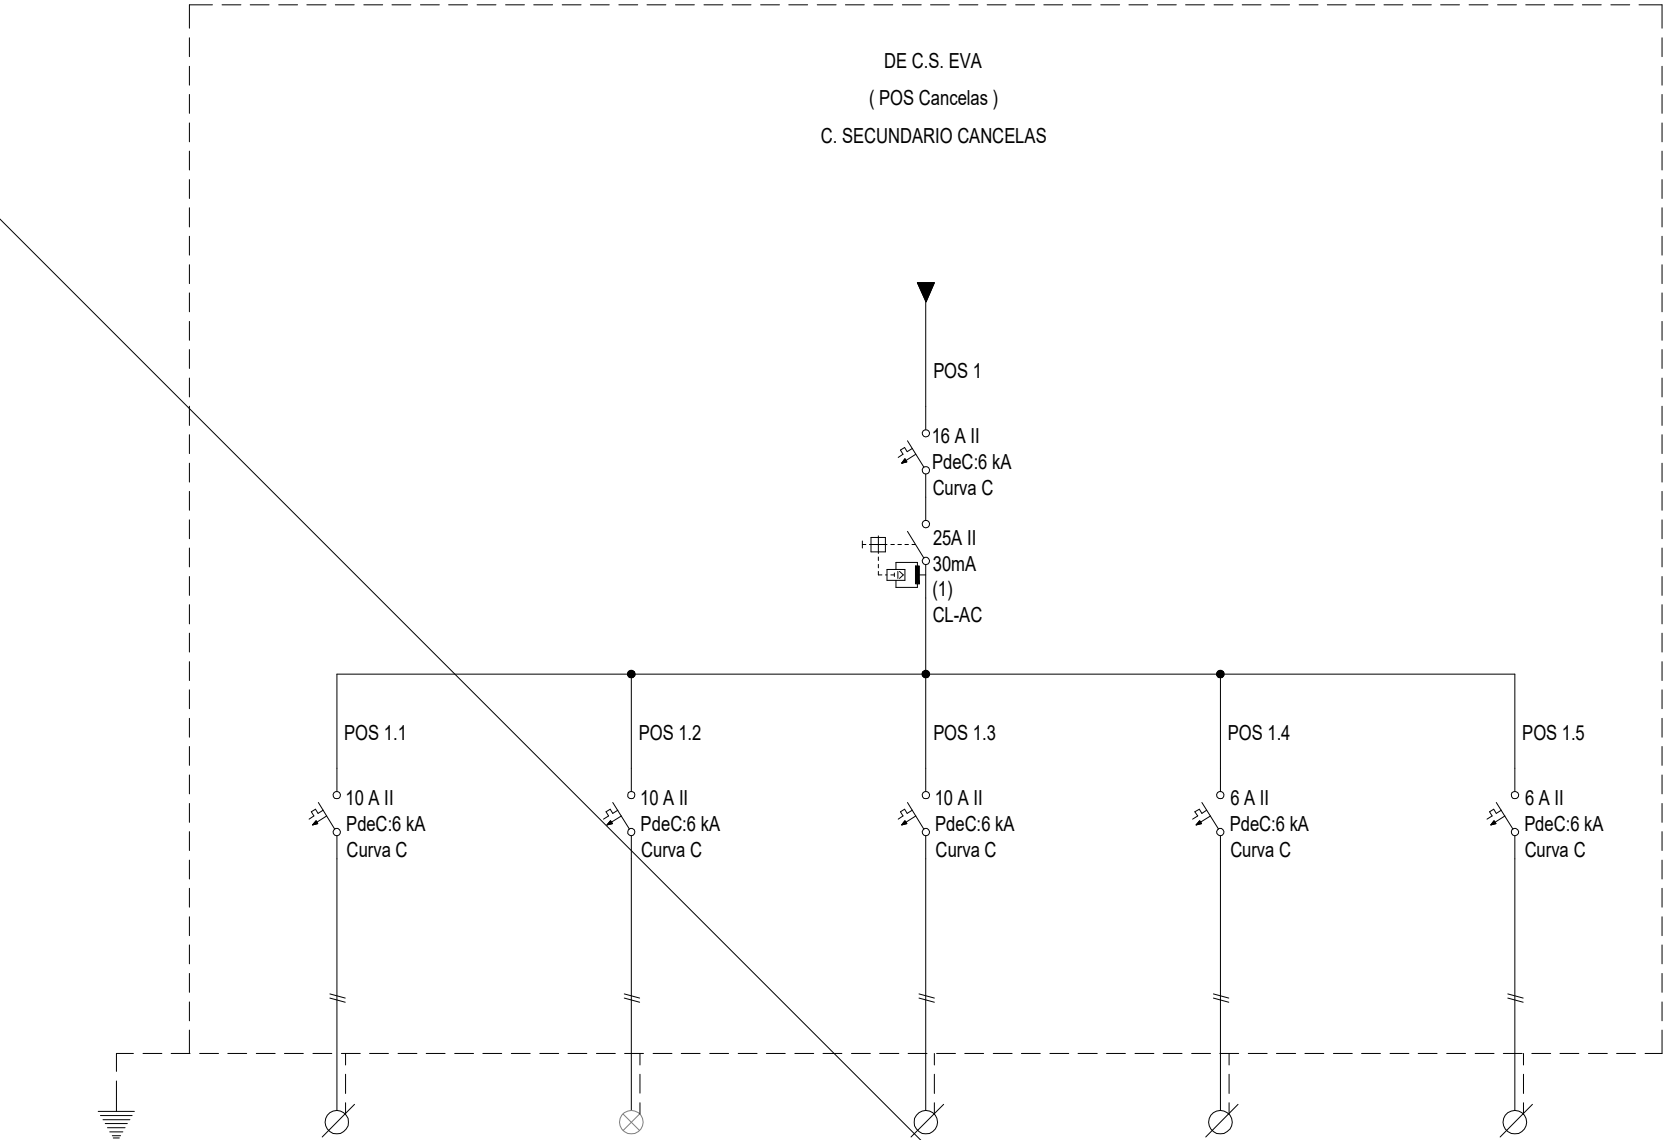 DE C.S. EVA
( POS Cancelas )
C. SECUNDARIO CANCELAS
POS 1
16 A II
PdeC:6 kA
Curva C
25A II
30mA
(1)
CL-AC
POS 1.1
10 A II
PdeC:6 kA
Curva C
POS 1.2
10 A II
PdeC:6 kA
Curva C
POS 1.3
10 A II
PdeC:6 kA
Curva C
POS 1.4
6 A II
PdeC:6 kA
Curva C
POS 1.5
6 A II
PdeC:6 kA
Curva C